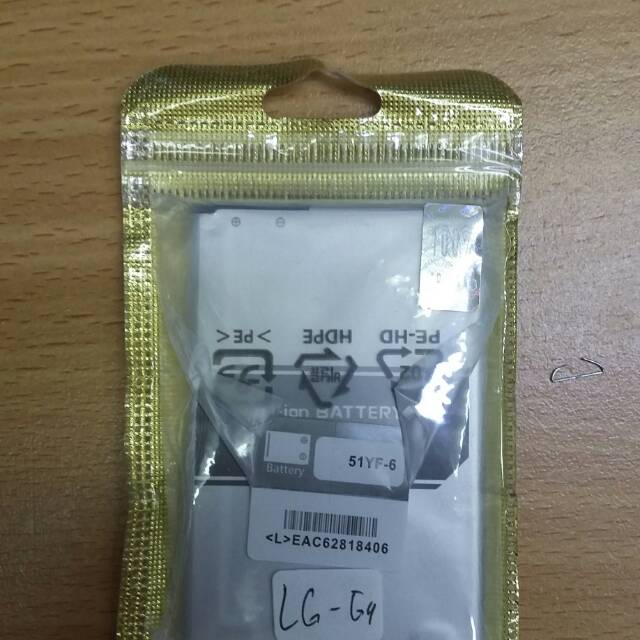 >PE<
HDPE
PE-HD
-ion BATTERY
Battery
51YF-6
<L>EAC62818406
LG-G4